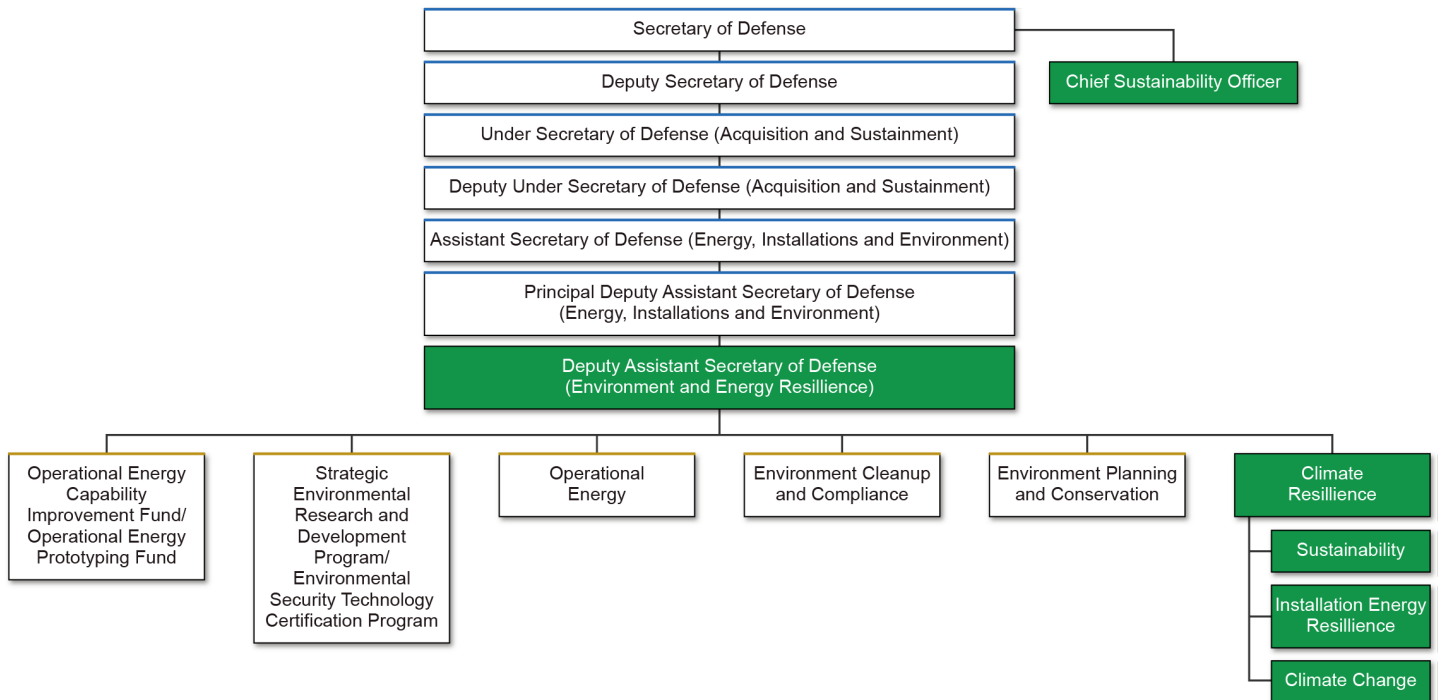 Secretary of Defense
Chief Sustainability Officer
Deputy Secretary of Defense
Under Secretary of Defense (Acquisition and Sustainment)
Deputy Under Secretary of Defense (Acquisition and Sustainment)
Assistant Secretary of Defense (Energy, Installations and Environment)
Principal Deputy Assistant Secretary of Defense
(Energy, Installations and Environment)
Deputy Assistant Secretary of Defense
(Environment and Energy Resillience)
Operational Energy
Capability
Improvement Fund/
Operational Energy
Prototyping Fund
Strategic
Environmental
Research and
Development
Program/
Environmental
Security Technology
Certification Program
Operational
Energy
Environment Cleanup
and Compliance
Environment Planning
and Conservation
Climate
Resillience
Sustainability
Installation Energy
Resillience
Climate Change